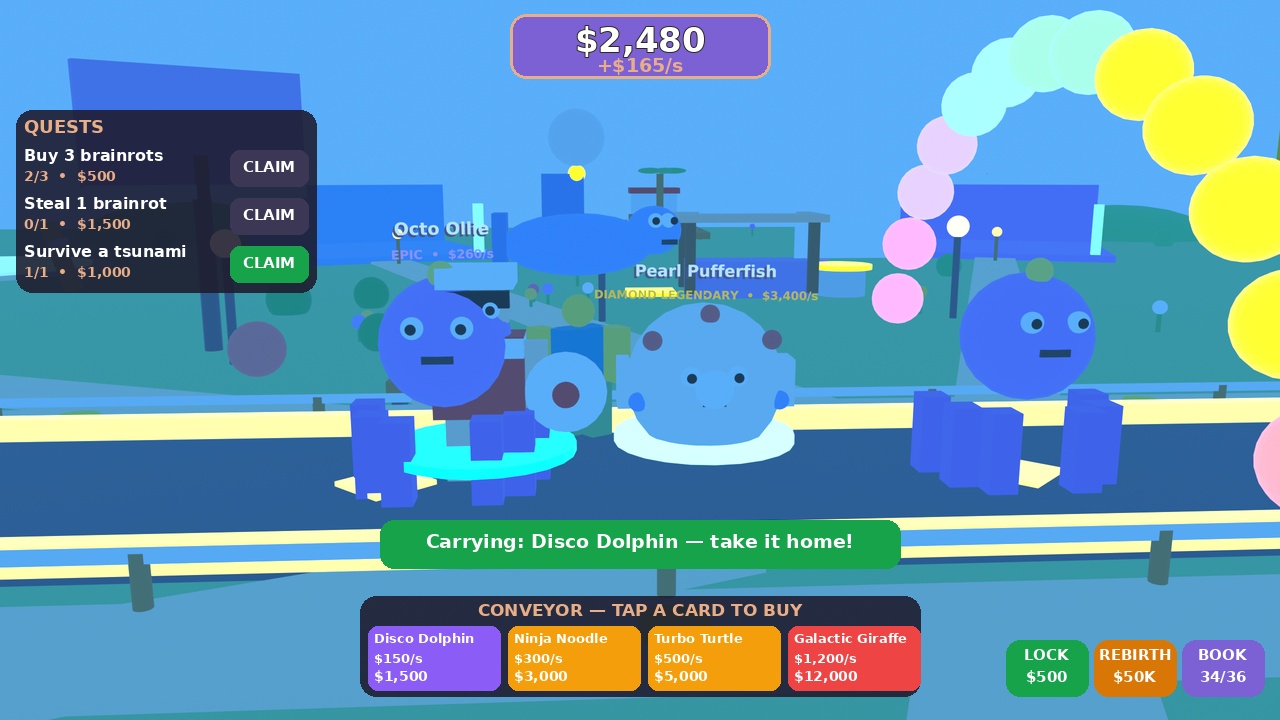 $2,480
+$165/s
QUESTS
Buy 3 brainrots
2/3 • $500
CLAIM
Steal 1 brainrot
0/1 • $1,500
CLAIM
Survive a tsunami
1/1 • $1,000
CLAIM
Octo Ollie
EPIC • $260/s
Pearl Pufferfish
DIAMOND LEGENDARY • $3,400/s
Carrying: Disco Dolphin — take it home!
CONVEYOR — TAP A CARD TO BUY
Disco Dolphin
$150/s
$1,500
Ninja Noodle
$300/s
$3,000
Turbo Turtle
$500/s
$5,000
Galactic Giraffe
$1,200/s
$12,000
LOCK
$500
REBIRTH
$50K
BOOK
34/36